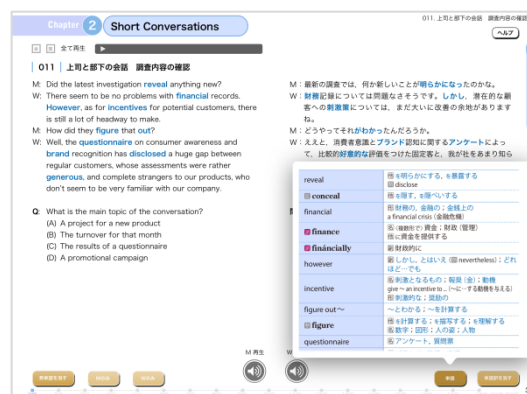 Chapter 2 Short Conversations
011. 上司と部下の会話 調査内容の確認
ヘルプ
全て再生
011 上司と部下の会話 調査内容の確認
M: Did the latest investigation reveal anything new?
W: There seem to be no problems with financial records.
However, as for incentives for potential customers, there
is still a lot of headway to make.
M: How did they figure that out?
W: Well, the questionnaire on consumer awareness and
brand recognition has disclosed a huge gap between
regular customers, whose assessments were rather
generous, and complete strangers to our products, who
don't seem to be very familiar with our company.
Q: What is the main topic of the conversation?
(A) A project for a new product
(B) The turnover for that month
(C) The results of a questionnaire
(D) A promotional campaign
M：最新の調査では，何か新しいことが明らかになったのかな。
W：財務記録については問題なさそうです。しかし，潜在的な顧
客への刺激策については，まだ大いに改善の余地があります
ね。
M：どうやってそれがわかったんだろうか。
W：ええと，消費者意識とブランド認知に関するアンケートによっ
て，比較的好意的な評価をつけた固定客と，我が社をあまり知ら
reveal
を明らかにする，を暴露する
disclose
conceal
を隠す，を隠ぺいする
financial
財務の，金融の；金銭上の
a financial crisis (金融危機)
finance
(複数形で) 資金；財政 (管理)
に資金を提供する
fináncially
財政的に
however
しかし，とはいえ (nevertheless)；どれ
ほど…でも
incentive
刺激となるもの；報奨 (金)；動機
give ～ an incentive to ... (～に…する動機を与える)
刺激的な；奨励の
figure out ～
～とわかる；～を計算する
figure
を計算する；を描写する；を理解する
数字；図形；人の姿；人物
questionnaire
アンケート，質問票
M 再生
W
単語